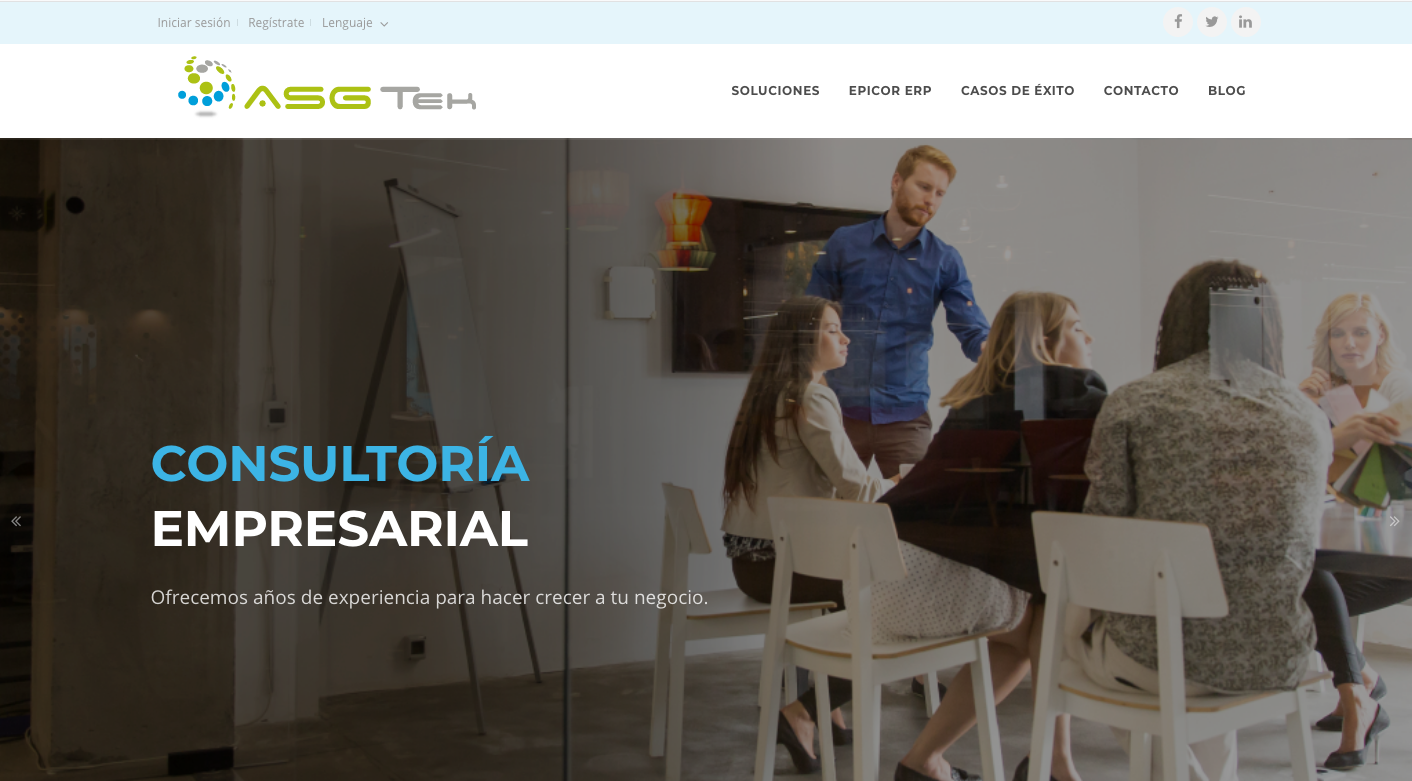 Iniciar sesión
Regístrate
Lenguaje
ASG TEK
SOLUCIONES
EPICOR ERP
CASOS DE ÉXITO
CONTACTO
BLOG
CONSULTORÍA
EMPRESARIAL
Ofrecemos años de experiencia para hacer crecer a tu negocio.